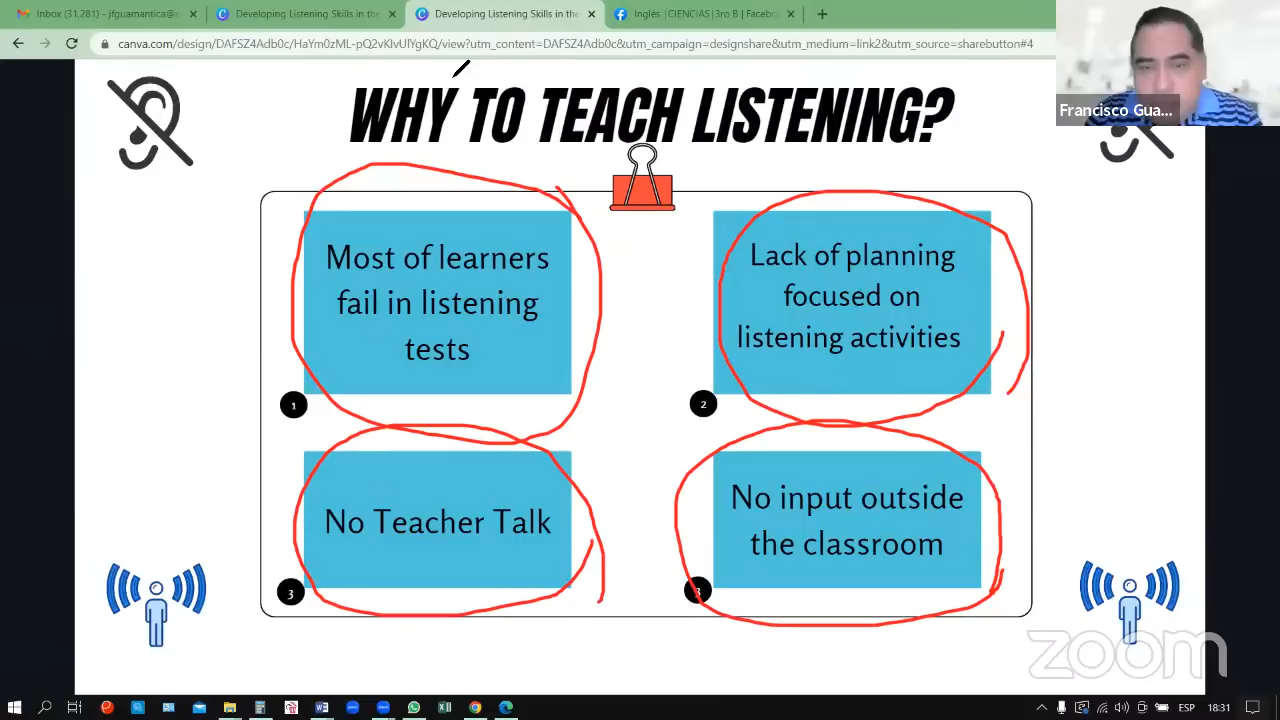 Inbox (31.281) - jfguamantica@
Developing Listening Skills in the
Developing Listening Skills in the
Inglés |CIENCIAS|3ro B | Faceb
canva.com/design/DAFSZ4Adb0c/HaYm0zML-pQ2vKlvUlYgKQ/view?utm_content=DAFSZ4Adb0c&utm_campaign=designshare&utm_medium=link2&utm_source=sharebutton#4
Francisco Gua...
WHY TO TEACH LISTENING?
Most of learners
fail in listening
tests
1
Lack of planning
focused on
listening activities
2
No Teacher Talk
3
No input outside
the classroom
3
zoom
ESP
18:31